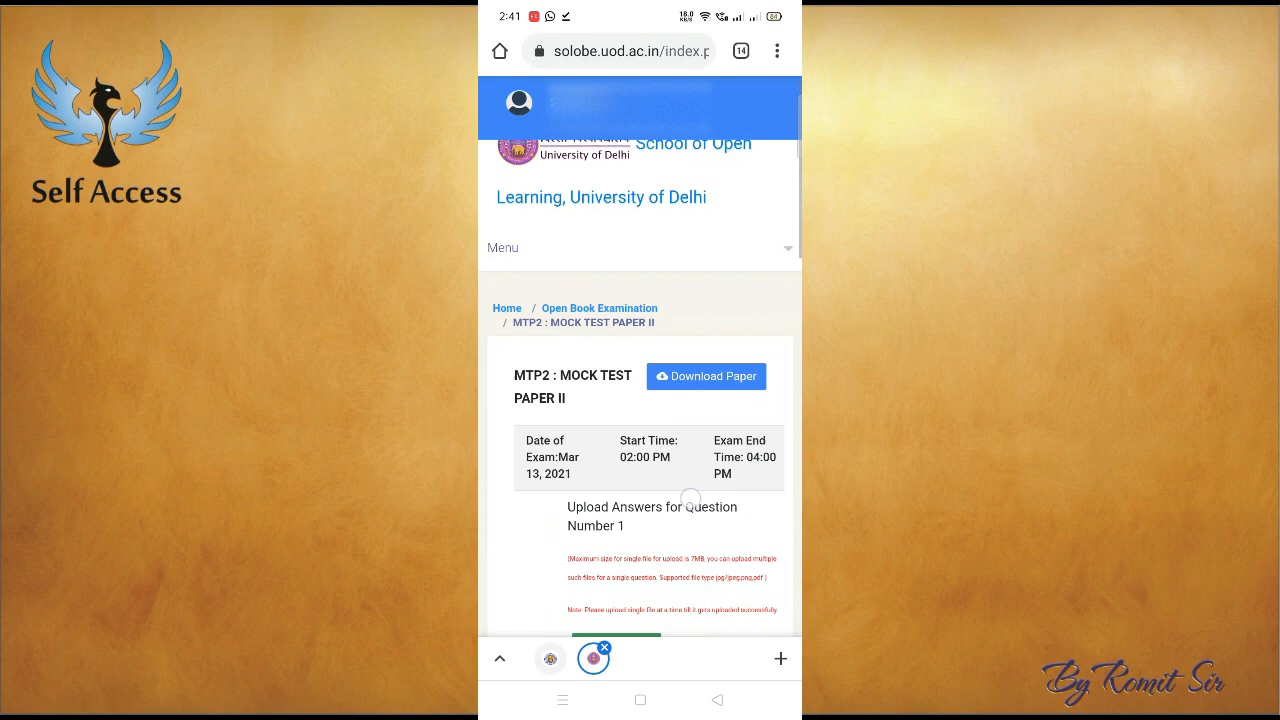 Self Access
2:41
18.0
KB/S
84
solobe.uod.ac.in/index.p
14
School of Open
University of Delhi
Learning, University of Delhi
Menu
Home / Open Book Examination
/ MTP2 : MOCK TEST PAPER II
MTP2 : MOCK TEST
PAPER II
Download Paper
Date of
Exam:Mar
13, 2021
Start Time:
02:00 PM
Exam End
Time: 04:00
PM
Upload Answers for Question
Number 1
(Maximum size for single file for upload is 7MB, you can upload multiple
such files for a single question. Supported file type jpg/jpeg,png,pdf )
Note: Please upload single file at a time till it gets uploaded successfully.
By Romit Sir